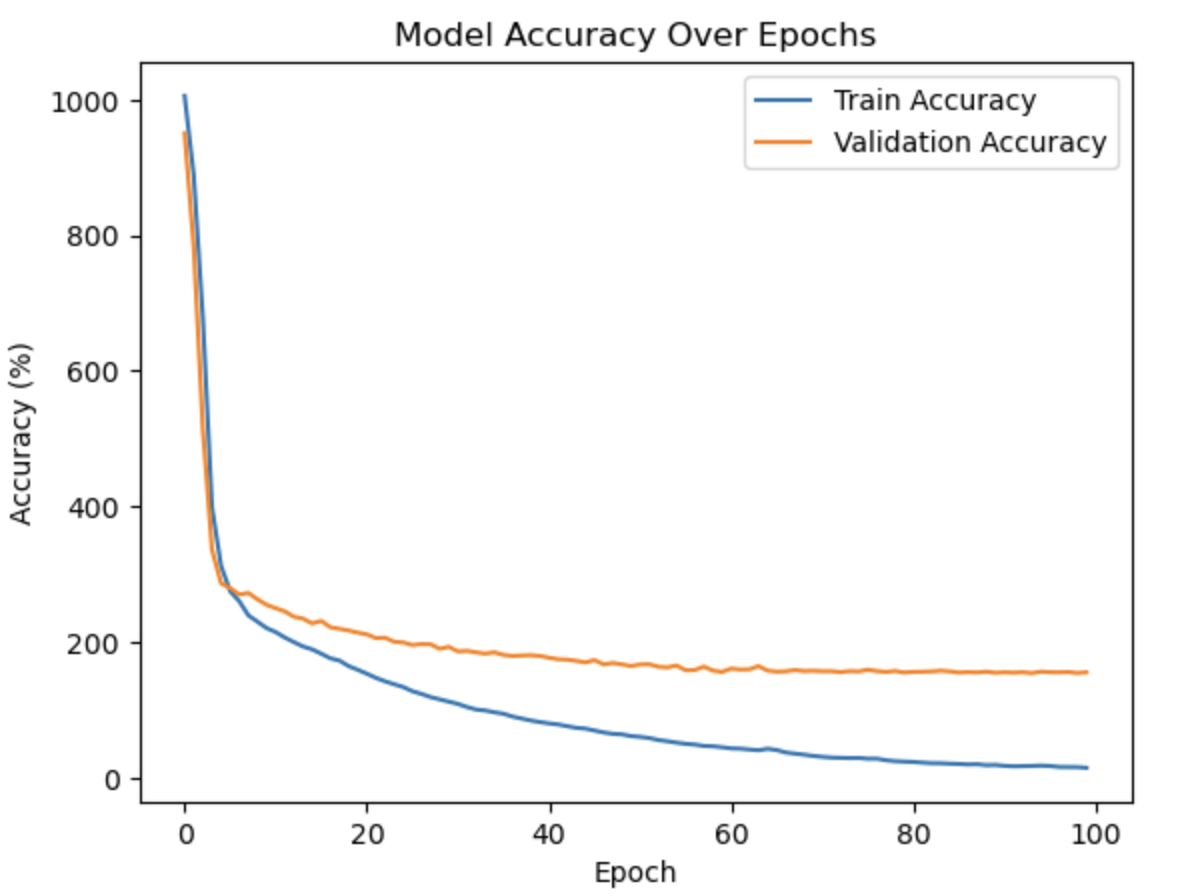 Model Accuracy Over Epochs
Train Accuracy
Validation Accuracy
1000
800
600
400
200
0
Accuracy (%)
0 20 40 60 80 100
Epoch